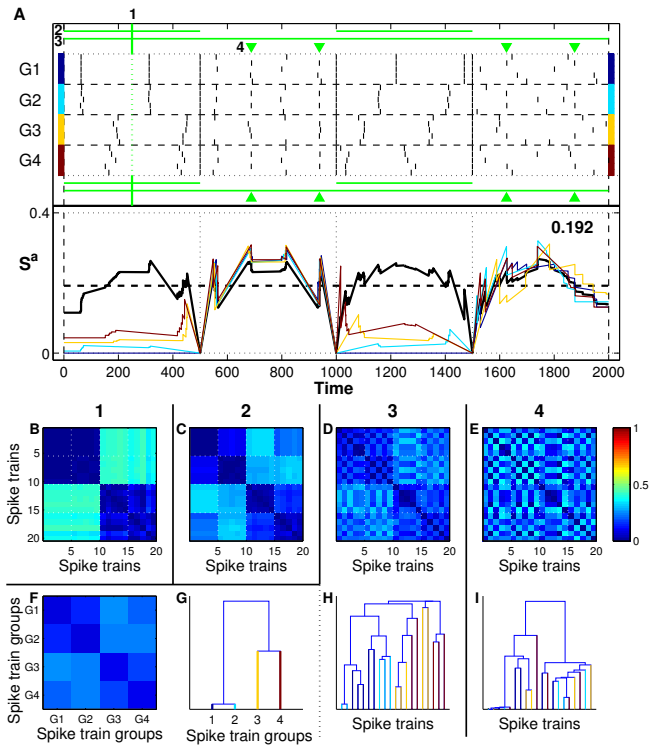 A
1
2
3
4
G1
G2
G3
G4
1
0.4
0.192
Sa
0
0 200 400 600 800 1000 1200 1400 1600 1800 2000
Time
1 2 3 4
B C D E
Spike trains
5
10
15
20
5 10 15 20
5 10 15 20
5 10 15 20
5 10 15 20
Spike trains Spike trains Spike trains Spike trains
1
0.5
0
F G H I
Spike train groups
G1
G2
G3
G4
G1 G2 G3 G4
1 2 3 4
Spike train groups Spike train groups Spike trains Spike trains